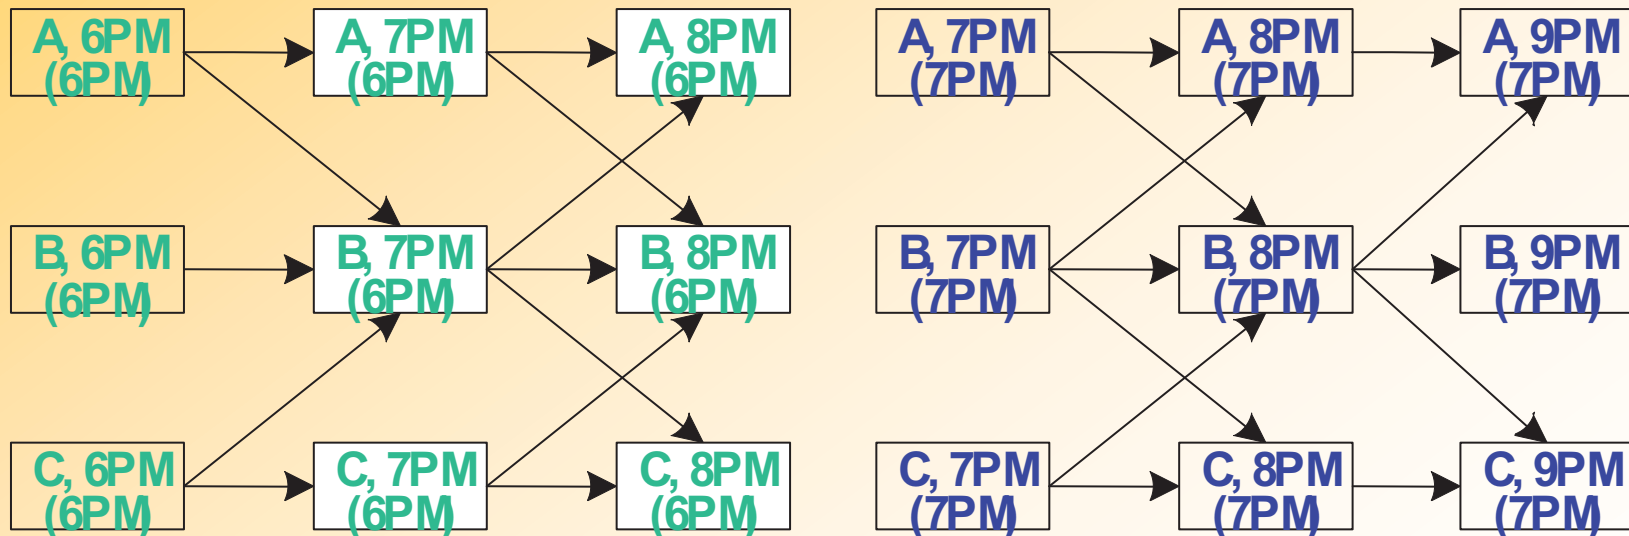 A, 6PM
(6PM)
A, 7PM
(6PM)
A, 8PM
(6PM)
A, 7PM
(7PM)
A, 8PM
(7PM)
A, 9PM
(7PM)
B, 6PM
(6PM)
B, 7PM
(6PM)
B, 8PM
(6PM)
B, 7PM
(7PM)
B, 8PM
(7PM)
B, 9PM
(7PM)
C, 6PM
(6PM)
C, 7PM
(6PM)
C, 8PM
(6PM)
C, 7PM
(7PM)
C, 8PM
(7PM)
C, 9PM
(7PM)